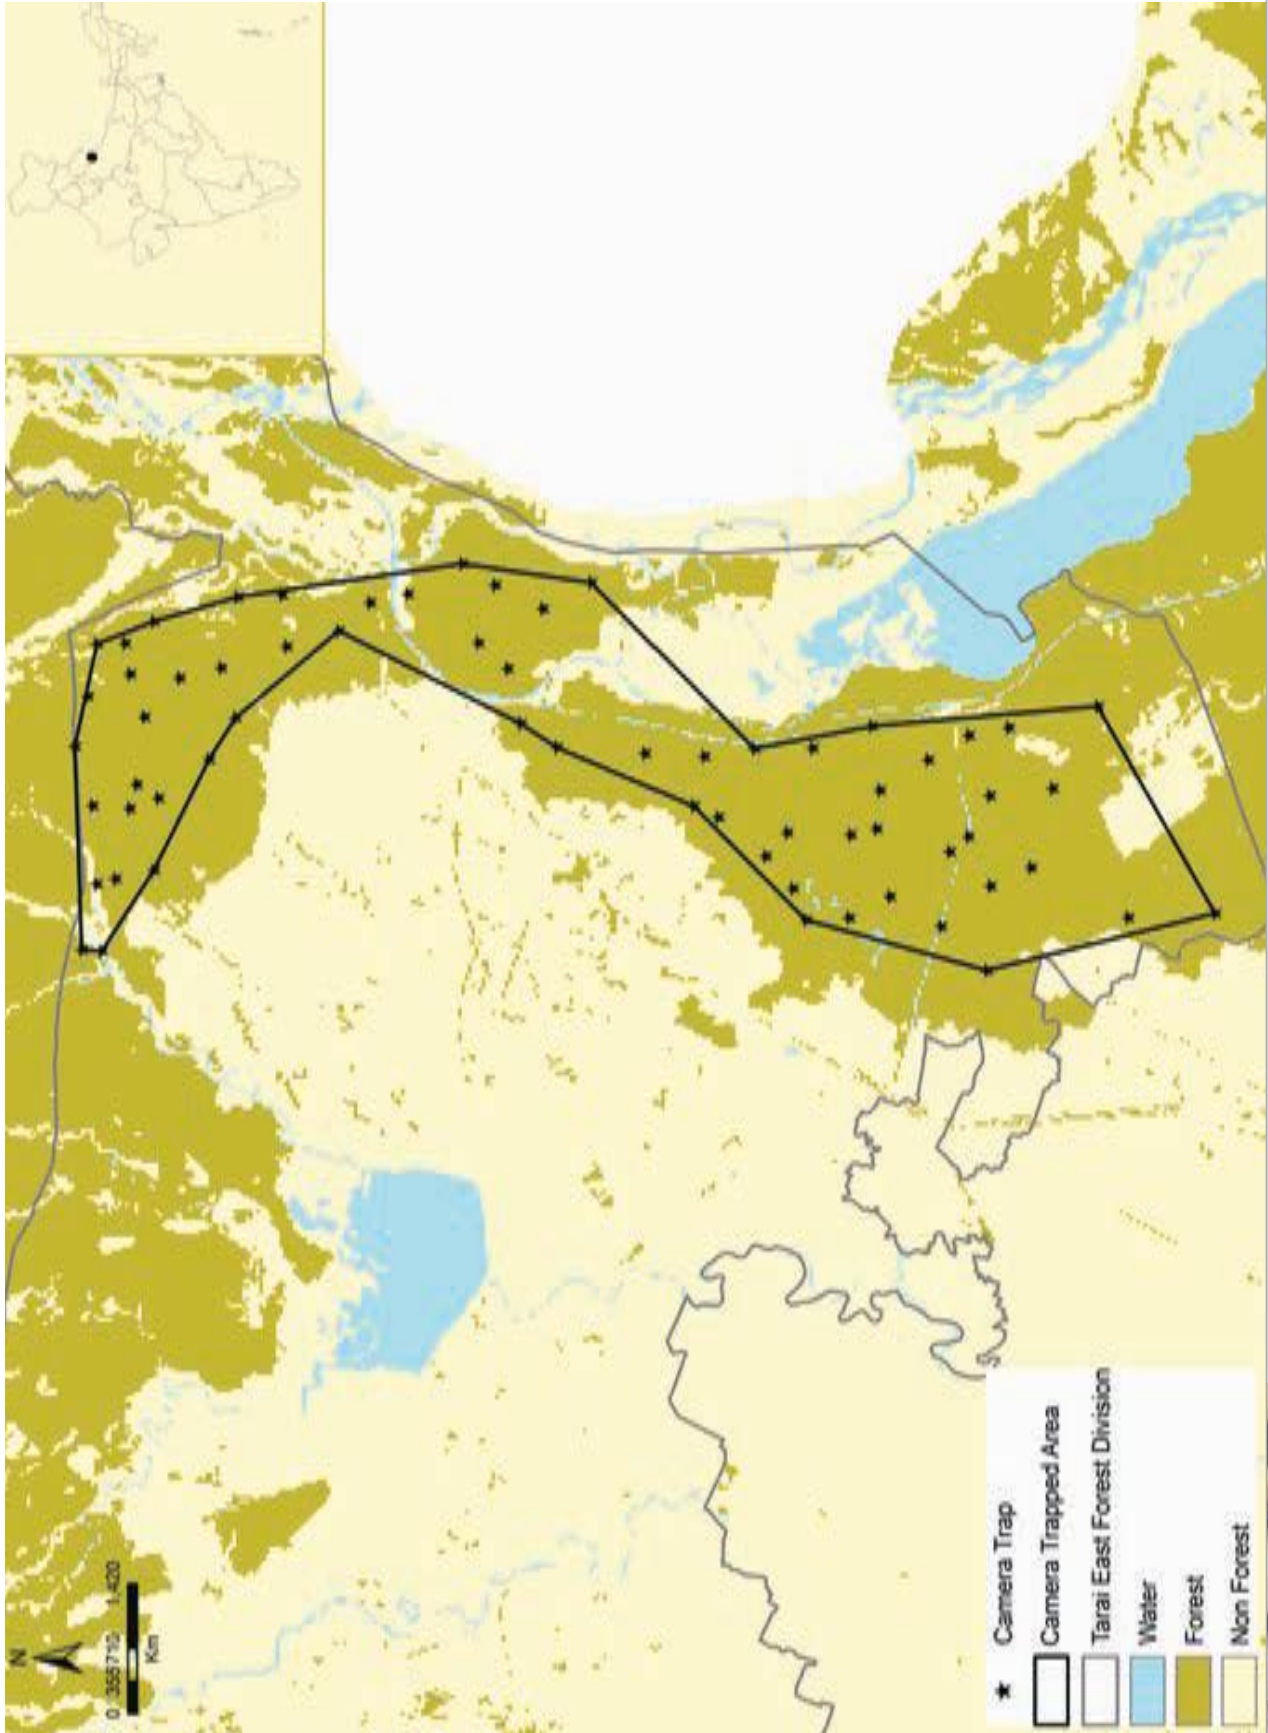 N
0 355710 1,420
Km
Camera Trap
Camera Trapped Area
Tarai East Forest Division
Water
Forest
Non Forest